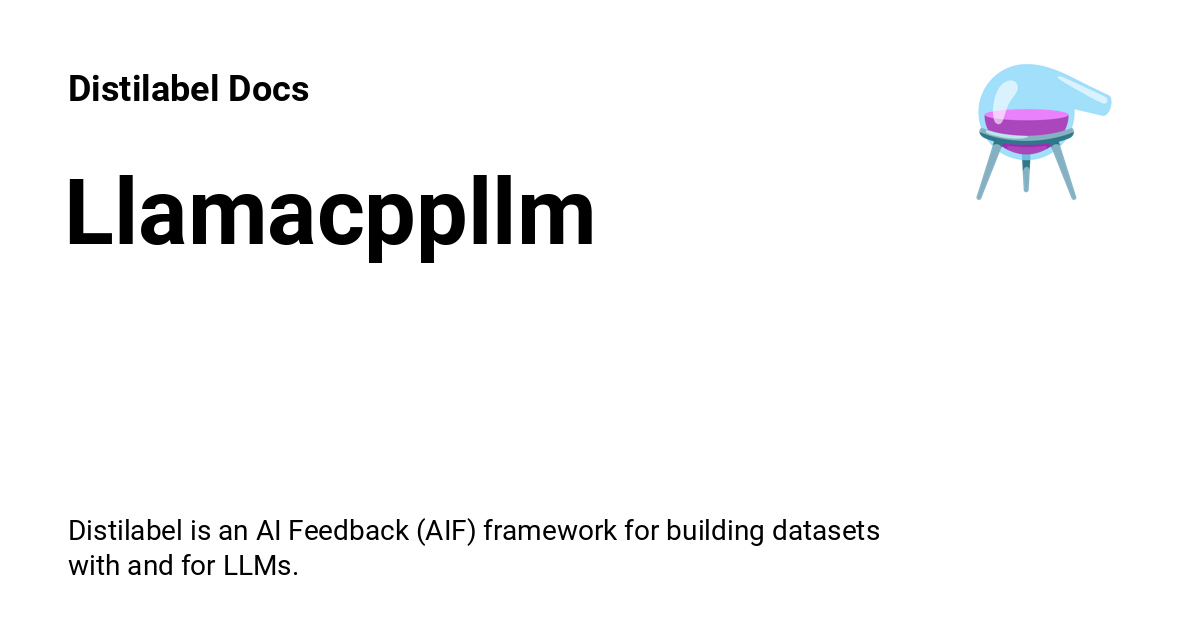 Distilabel Docs
Llamacppllm
Distilabel is an AI Feedback (AIF) framework for building datasets
with and for LLMs.